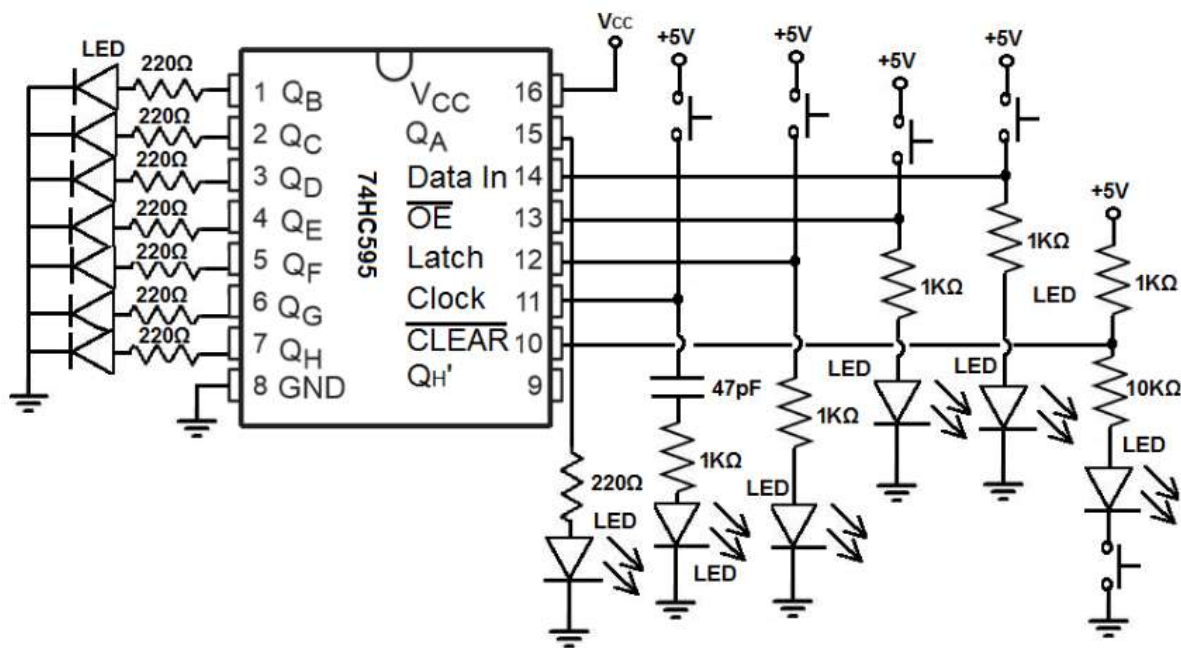 LED
220Ω
220Ω
220Ω
220Ω
220Ω
220Ω
220Ω
74HC595
1 QB
2 QC
3 QD
4 QE
5 QF
6 QG
7 QH
8 GND
VCC 16
QA 15
Data In 14
OE 13
Latch 12
Clock 11
CLEAR 10
QH' 9
Vcc
+5V
+5V
+5V
+5V
+5V
1KΩ
1KΩ
LED
1KΩ
47pF
1KΩ
LED
LED
10KΩ
LED
1KΩ
220Ω
LED
LED
LED